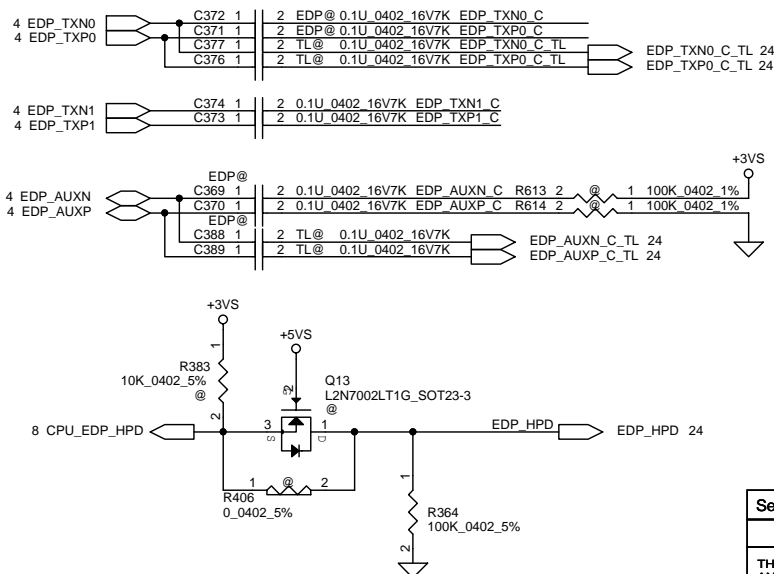 4 EDP_TXN0 C372 1 2 EDP@ 0.1U_0402_16V7K EDP_TXN0_C
4 EDP_TXP0 C371 1 2 EDP@ 0.1U_0402_16V7K EDP_TXP0_C
C377 1 2 TL@ 0.1U_0402_16V7K EDP_TXN0_C_TL EDP_TXN0_C_TL 24
C376 1 2 TL@ 0.1U_0402_16V7K EDP_TXP0_C_TL EDP_TXP0_C_TL 24
4 EDP_TXN1 C374 1 2 0.1U_0402_16V7K EDP_TXN1_C
4 EDP_TXP1 C373 1 2 0.1U_0402_16V7K EDP_TXP1_C
+3VS
EDP@
4 EDP_AUXN C369 1 2 0.1U_0402_16V7K EDP_AUXN_C R613 2 @ 1 100K_0402_1%
4 EDP_AUXP C370 1 2 0.1U_0402_16V7K EDP_AUXP_C R614 2 @ 1 100K_0402_1%
EDP@
C388 1 2 TL@ 0.1U_0402_16V7K EDP_AUXN_C_TL 24
C389 1 2 TL@ 0.1U_0402_16V7K EDP_AUXP_C_TL 24
+3VS
+5VS
1
R383
10K_0402_5%
@
2
2
G
Q13
L2N7002LT1G_SOT23-3
@
8 CPU_EDP_HPD 3 S 1 D EDP_HPD EDP_HPD 24
1 @ 2
R406
0_0402_5%
1
R364
100K_0402_5%
2
Se
TH
AN